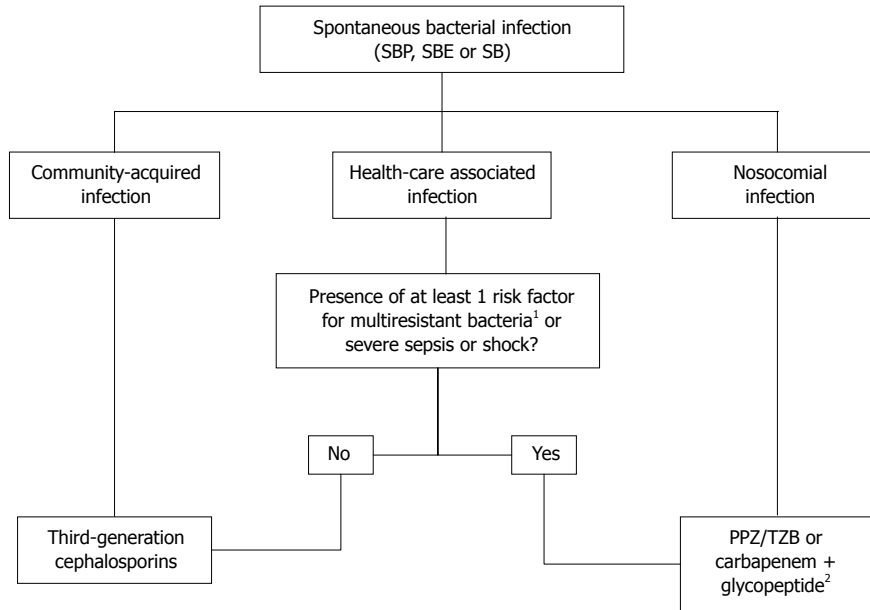 Spontaneous bacterial infection
(SBP, SBE or SB)
Community-acquired
infection
Health-care associated
infection
Nosocomial
infection
Presence of at least 1 risk factor
for multiresistant bacteria¹ or
severe sepsis or shock?
No
Yes
Third-generation
cephalosporins
PPZ/TZB or
carbapenem +
glycopeptide²